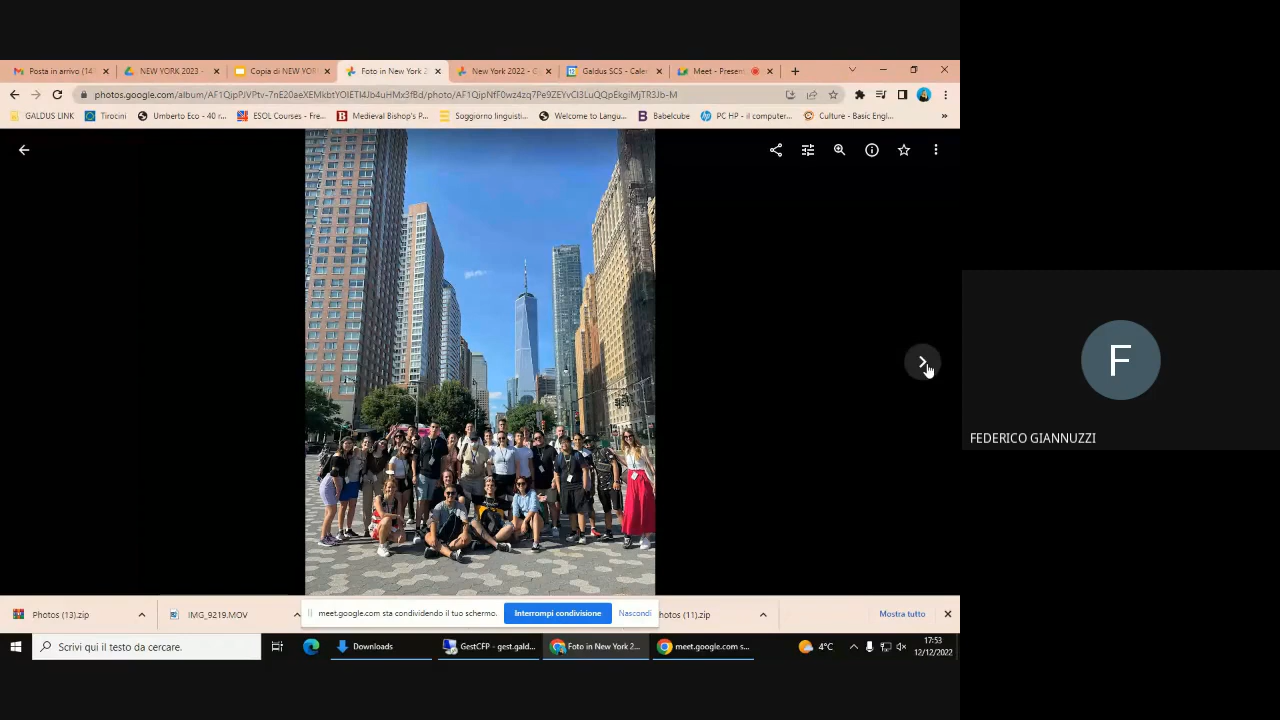 Posta in arrivo (14
NEW YORK 2023 -
Copia di NEW YOR
Foto in New York 2
New York 2022 - G
Galdus SCS - Caler
Meet - Presen
photos.google.com/album/AF1QipPJVPtv-7nE20aeXEMkbtYOIETI4Jb4uHMx3fBd/photo/AF1QipNfF0wz4zq7Pe9ZEYvCl3LuQQpEkgiMjTR3Jb-M
GALDUS LINK
Tirocini
Umberto Eco - 40 r...
ESOL Courses - Fre...
Medieval Bishop's P...
Soggiorno linguisti...
Welcome to Langu...
Babelcube
PC HP - il computer...
Culture - Basic Engl...
»
F
FEDERICO GIANNUZZI
Photos (13).zip
IMG_9219.MOV
meet.google.com sta condividendo il tuo schermo.
Interrompi condivisione
Nascondi
hotos (11).zip
Mostra tutto
Scrivi qui il testo da cercare.
Downloads
GestCFP - gest.gald...
Foto in New York 2...
meet.google.com s...
4°C
17:53
12/12/2022